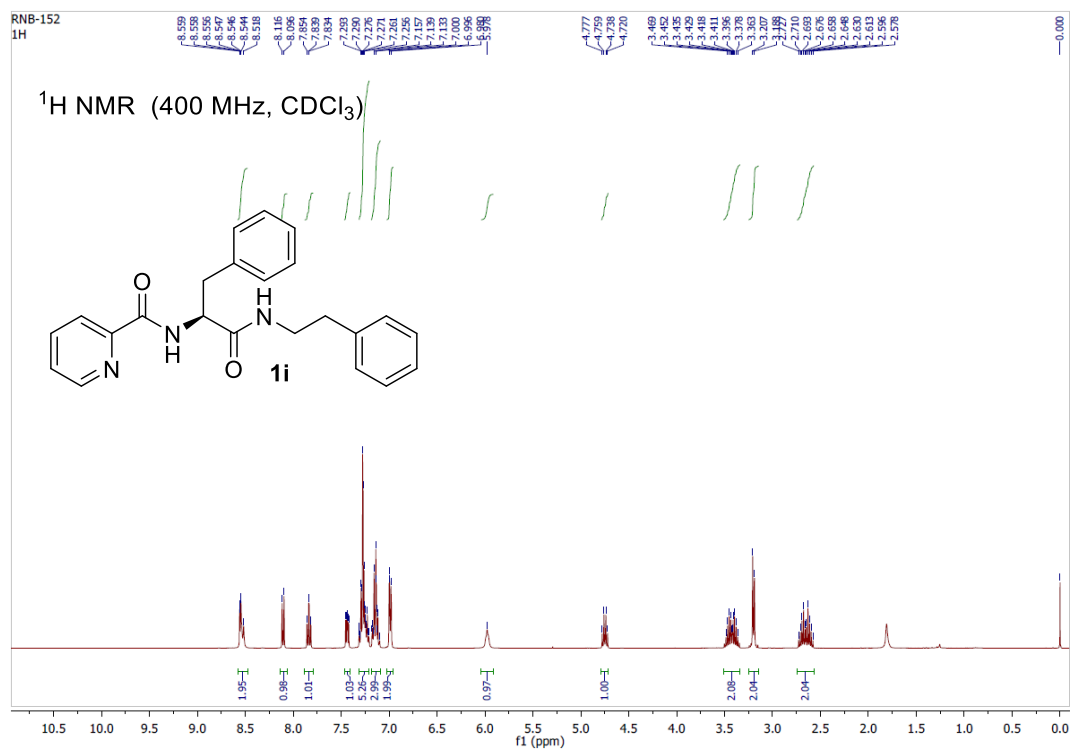 RNB-152
1H
8.559 8.558 8.556 8.547 8.546 8.544 8.518 8.116 8.096 7.854 7.839 7.834 7.293 7.290 7.276 7.271 7.261 7.256 7.157 7.139 7.133 7.000 6.996 6.980 5.978 4.777 4.759 4.738 4.720 3.469 3.452 3.435 3.429 3.418 3.411 3.396 3.378 3.363 3.207 3.188 2.727 2.710 2.693 2.676 2.658 2.648 2.630 2.613 2.596 2.578 -0.000
¹H NMR (400 MHz, CDCl₃)
O
H
N
N
H
O
N
1i
1.95 0.98 1.01 1.03 5.26 2.99 1.99 0.97 1.00 2.08 2.04 2.04
10.5 10.0 9.5 9.0 8.5 8.0 7.5 7.0 6.5 6.0 5.5 5.0 4.5 4.0 3.5 3.0 2.5 2.0 1.5 1.0 0.5 0.0
f1 (ppm)